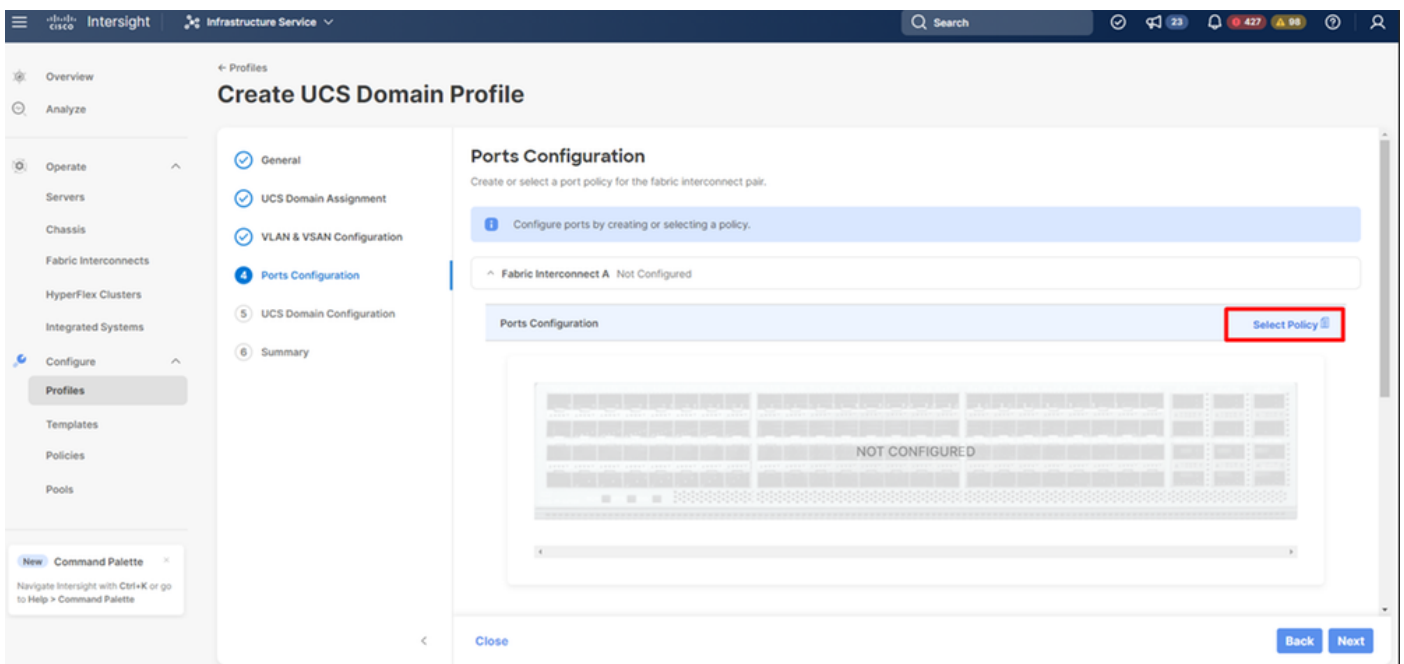 cisco Intersight
Infrastructure Service
Search
23
427
98
Overview
Analyze
Operate
Servers
Chassis
Fabric Interconnects
HyperFlex Clusters
Integrated Systems
Configure
Profiles
Templates
Policies
Pools
New Command Palette
Navigate Intersight with Ctrl+K or go
to Help > Command Palette
← Profiles
Create UCS Domain Profile
General
UCS Domain Assignment
VLAN & VSAN Configuration
4 Ports Configuration
5 UCS Domain Configuration
6 Summary
Ports Configuration
Create or select a port policy for the fabric interconnect pair.
Configure ports by creating or selecting a policy.
Fabric Interconnect A Not Configured
Ports Configuration
Select Policy
NOT CONFIGURED
Close
Back
Next